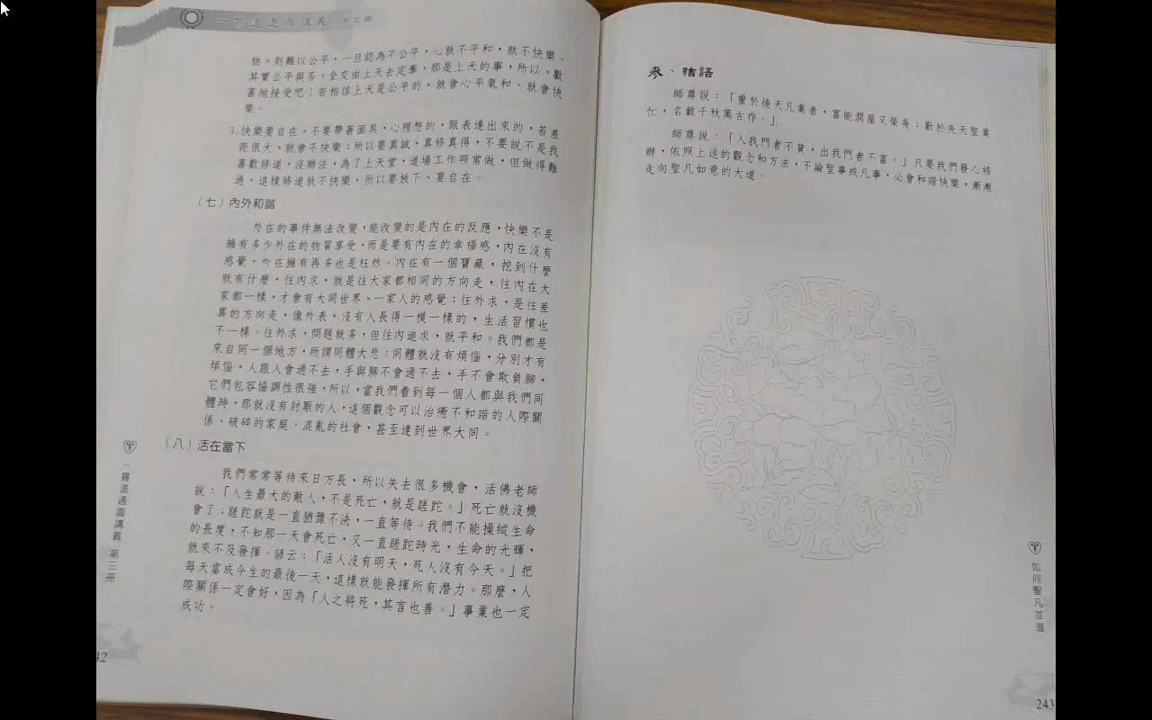 一貫道進階講義 第三冊
物，則難以公平，一旦認為不公平，心就不平和，就不快樂、
其實公平與否，全交由上天去定奪，那是上天的事，所以，歡
喜地接受吧！若相信上天是公平的，就會心平氣和、就會快
樂。
3.快樂要自在，不要帶著面具，心裡想的，跟表達出來的，若差
距很大，就會不快樂；所以要真誠，真修真得，不要說不是我
喜歡修道，沒辦法，為了上天堂，道場工作照常做，但做得難
過，這樣修道就不快樂，所以要放下、要自在。
（七）內外和諧
外在的事件無法改變，能改變的是內在的反應，快樂不是
擁有多少外在的物質享受，而是要有內在的幸福感，內在沒有
感覺，外在擁有再多也是枉然。內在有一個寶藏，挖到什麼
就有什麼，往內求，就是往大家都相同的方向走，往內在大
家都一樣，才會有大同世界、一家人的感覺；往外求，是往差
異的方向走，像外表，沒有人長得一模一樣的，生活習慣也
不一樣。往外求，問題就多，但往內追求，就平和。我們都是
來自同一個地方，所謂同體大悲；同體就沒有煩惱，分別才有
煩惱，人跟人會過不去，手與腳不會過不去，手不會欺負腳，
它們包容協調性很強，所以，當我們看到每一個人都與我們同
體時，那就沒有討厭的人，這個觀念可以治癒不和諧的人際關
係、破碎的家庭、混亂的社會，甚至達到世界大同。
（八）活在當下
我們常常等待來日方長，所以失去很多機會，活佛老師
說：「人生最大的敵人，不是死亡，就是蹉跎。」死亡就沒機
會了；蹉跎就是一直猶豫不決，一直等待。我們不能操縱生命
的長度，不知那一天會死亡，又一直蹉跎時光，生命的光輝，
就來不及發揮。諺云：「活人沒有明天，死人沒有今天。」把
每天當成今生的最後一天，這樣就能發揮所有潛力。那麼，人
際關係一定會好，因為「人之將死，其言也善。」事業也一定
成功。
42
參、結語
師尊說：「重於後天凡業者，富能潤屋又榮身；勤於先天聖業
忙，名載千秋萬古存。」
師尊說：「入我門者不貧，出我門者不富。」只要我們發心修
辦，依照上述的觀念和方法，不論聖事或凡事，必會和諧快樂，漸漸
走向聖凡如意的大道。
如何聖凡並進
243